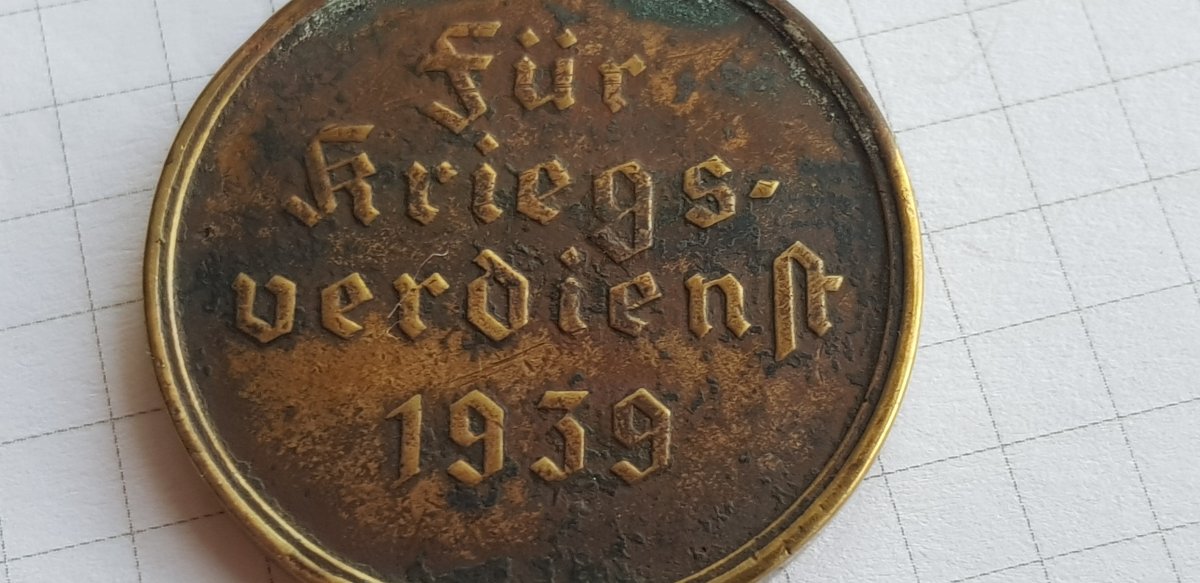 Für
Kriegs-
verdienst
1939